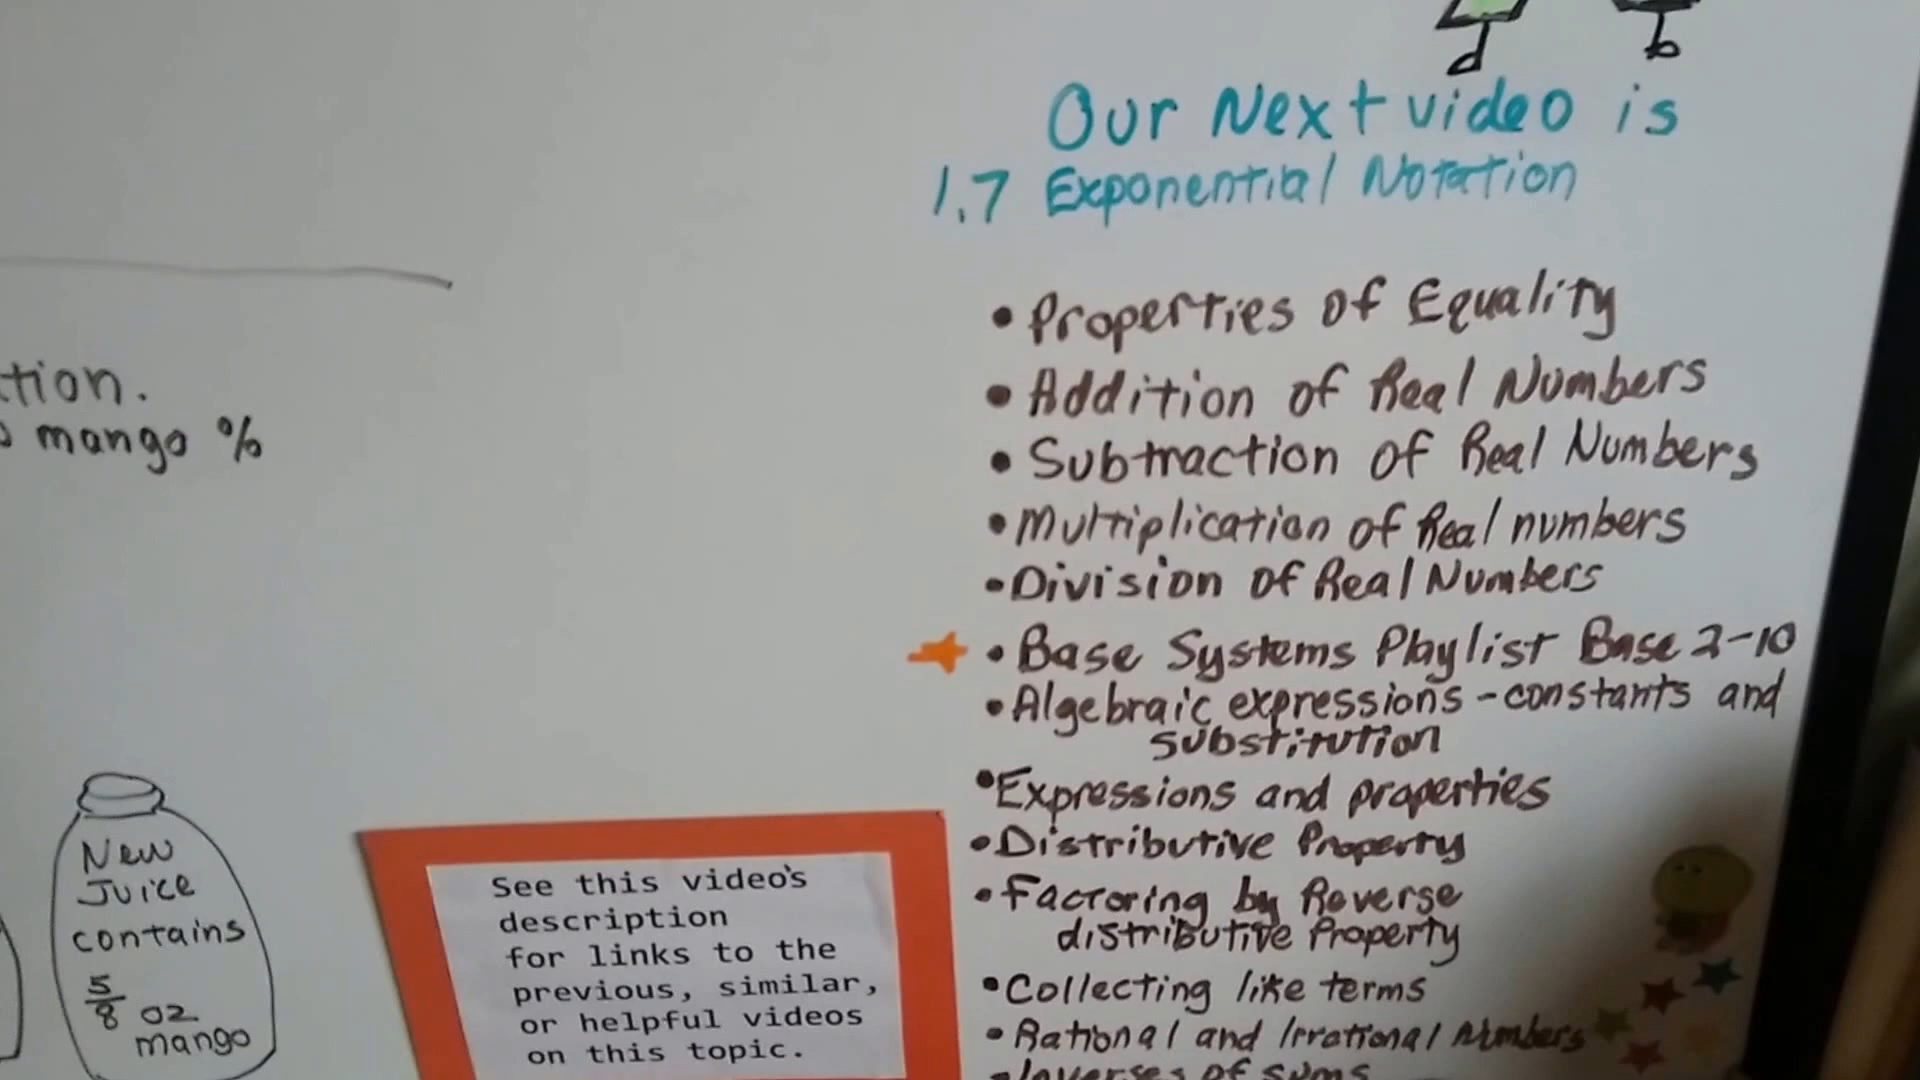 d b
Our Next video is
1.7 Exponential Notation
• Properties of Equality
• Addition of Real Numbers
• Subtraction of Real Numbers
• Multiplication of Real numbers
• Division of Real Numbers
• Base Systems Playlist Base 2-10
• Algebraic expressions - constants and
substitution
• Expressions and properties
• Distributive Property
• Factoring by Reverse
distributive Property
• Collecting like terms
• Rational and Irrational Numbers
• Inverses of sums
tion.
mango %
New
Juice
contains
5/8 oz
mango
See this video's
description
for links to the
previous, similar,
or helpful videos
on this topic.